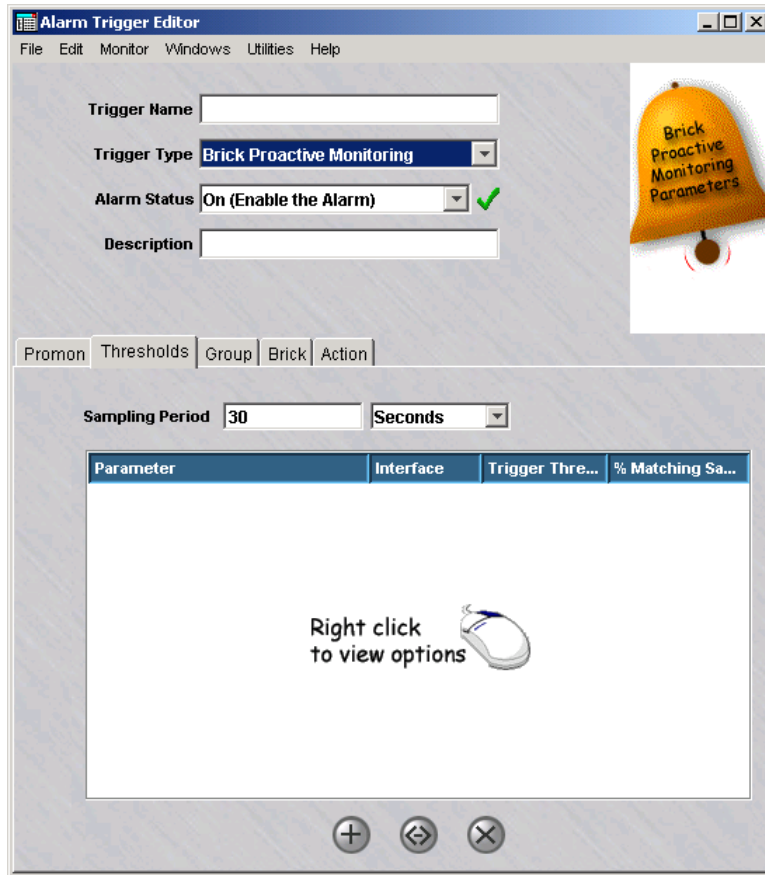 Alarm Trigger Editor
File Edit Monitor Windows Utilities Help
Trigger Name
Trigger Type Brick Proactive Monitoring
Alarm Status On (Enable the Alarm)
Description
Brick
Proactive
Monitoring
Parameters
Promon Thresholds Group Brick Action
Sampling Period 30 Seconds
Parameter Interface Trigger Thre... % Matching Sa...
Right click
to view options